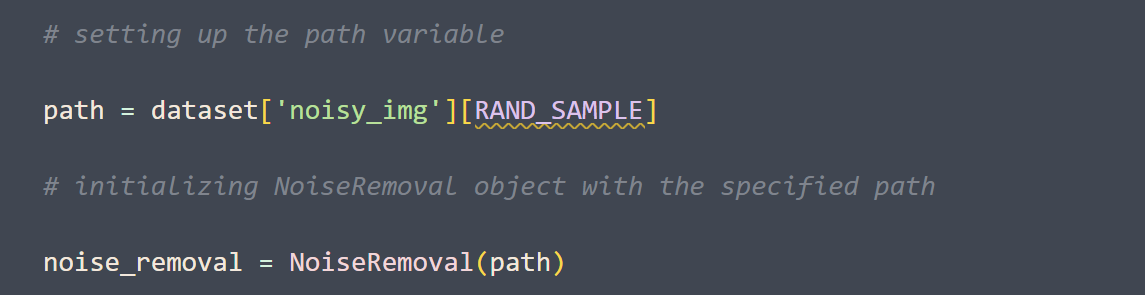 # setting up the path variable
path = dataset['noisy_img'][RAND_SAMPLE]
# initializing NoiseRemoval object with the specified path
noise_removal = NoiseRemoval(path)